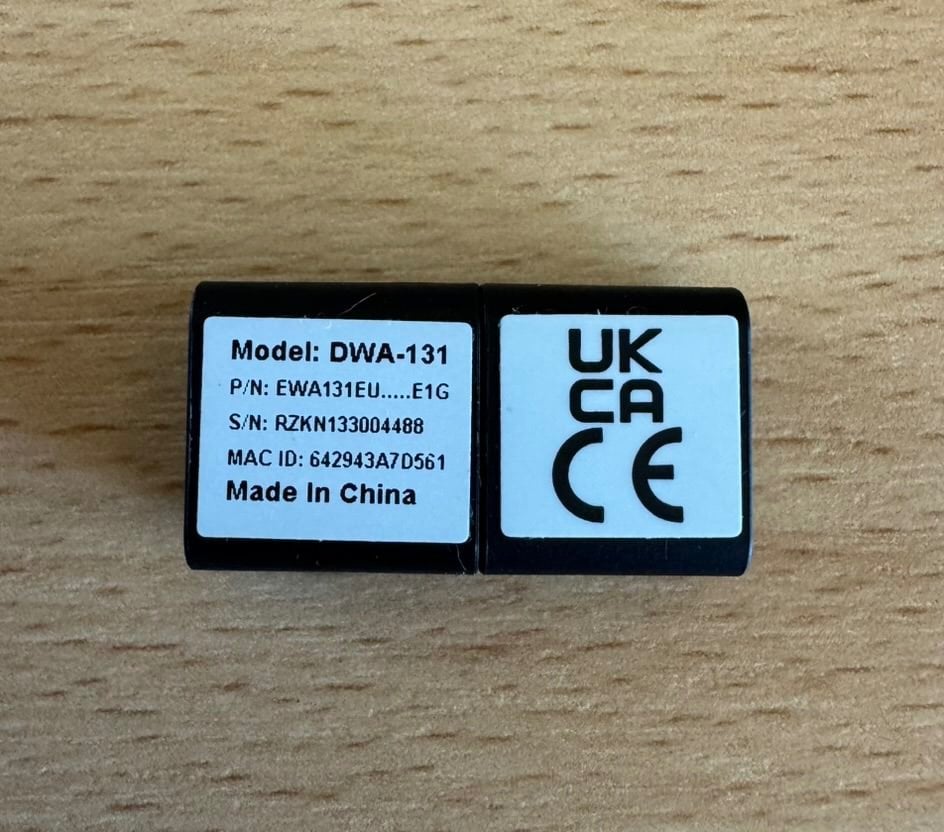 Model: DWA-131
P/N: EWA131EU.....E1G
S/N: RZKN133004488
MAC ID: 642943A7D561
Made In China
UK
CA
CE